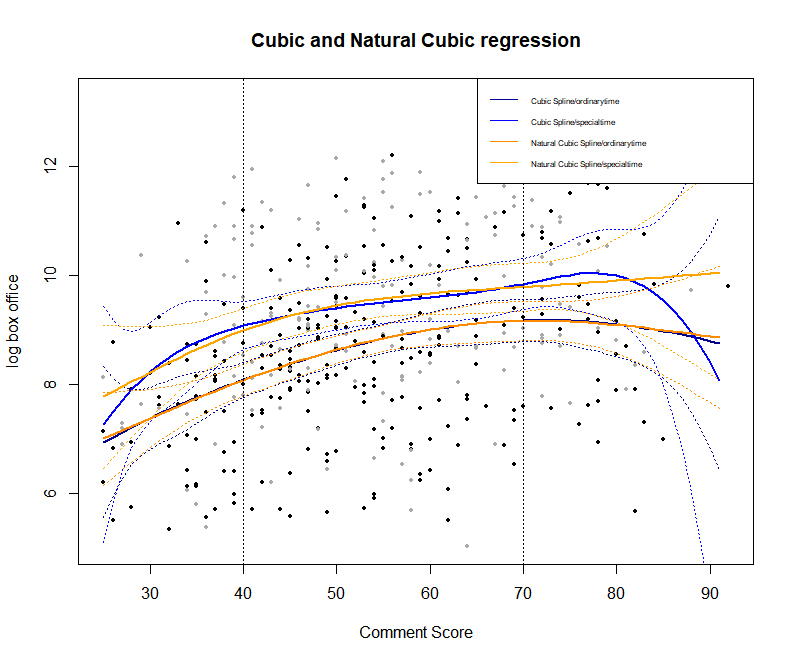 Cubic and Natural Cubic regression
Cubic Spline/ordinarytime
Cubic Spline/specialtime
Natural Cubic Spline/ordinarytime
Natural Cubic Spline/specialtime
12
10
8
6
log box office
30 40 50 60 70 80 90
Comment Score